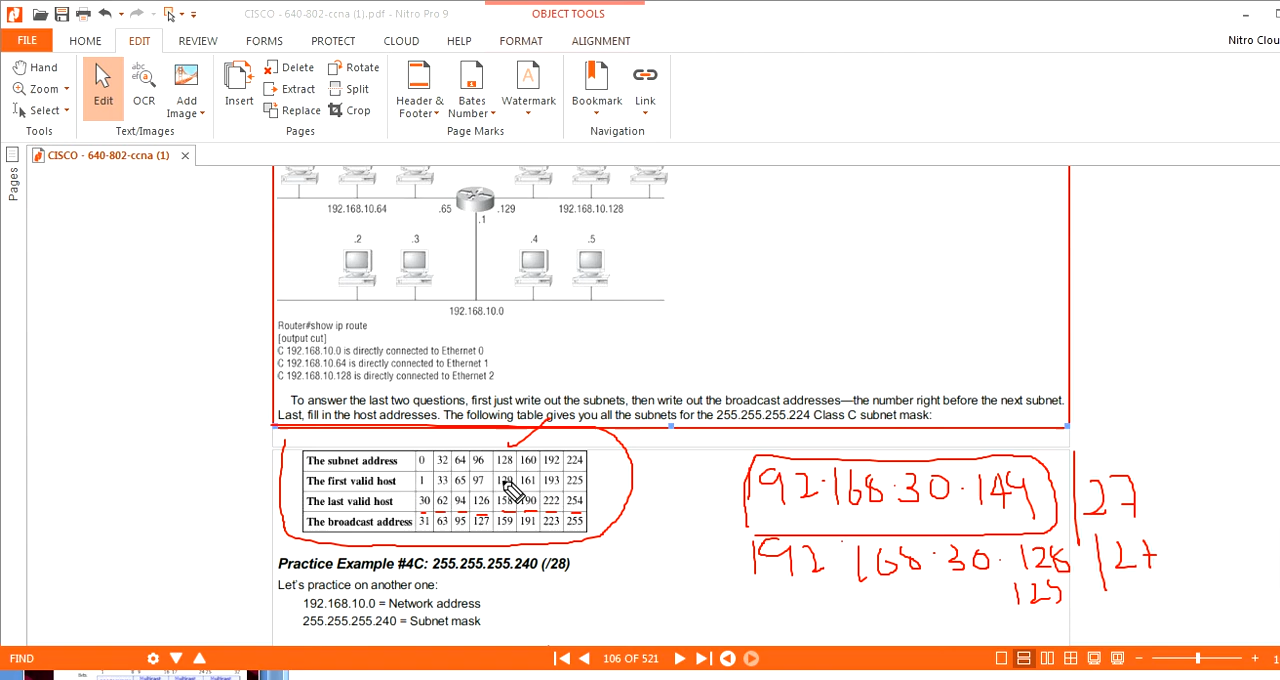 CISCO - 640-802-ccna (1).pdf - Nitro Pro 9
OBJECT TOOLS
FILE HOME EDIT REVIEW FORMS PROTECT CLOUD HELP FORMAT ALIGNMENT
Nitro Clou
Hand
Zoom
Select
Tools
Edit
abc
ef
OCR
Add
Image
Text/Images
Insert
Delete
Extract
Replace
Rotate
Split
Crop
Pages
Header &
Footer
Bates
Number
Watermark
Page Marks
Bookmark
Link
Navigation
CISCO - 640-802-ccna (1)
Pages
192.168.10.64 .65 .129 192.168.10.128
.1
.2 .3 .4 .5
192.168.10.0
Router#show ip route
[output cut]
C 192.168.10.0 is directly connected to Ethernet 0
C 192.168.10.64 is directly connected to Ethernet 1
C 192.168.10.128 is directly connected to Ethernet 2
To answer the last two questions, first just write out the subnets, then write out the broadcast addresses—the number right before the next subnet.
Last, fill in the host addresses. The following table gives you all the subnets for the 255.255.255.224 Class C subnet mask:
The subnet address 0 32 64 96 128 160 192 224
The first valid host 1 33 65 97 129 161 193 225
The last valid host 30 62 94 126 158 190 222 254
The broadcast address 31 63 95 127 159 191 223 255
192.168.30.149 | 27
192.168.30.128 | 27
Practice Example #4C: 255.255.255.240 (/28)
Let's practice on another one:
192.168.10.0 = Network address
255.255.255.240 = Subnet mask
FIND
106 OF 521